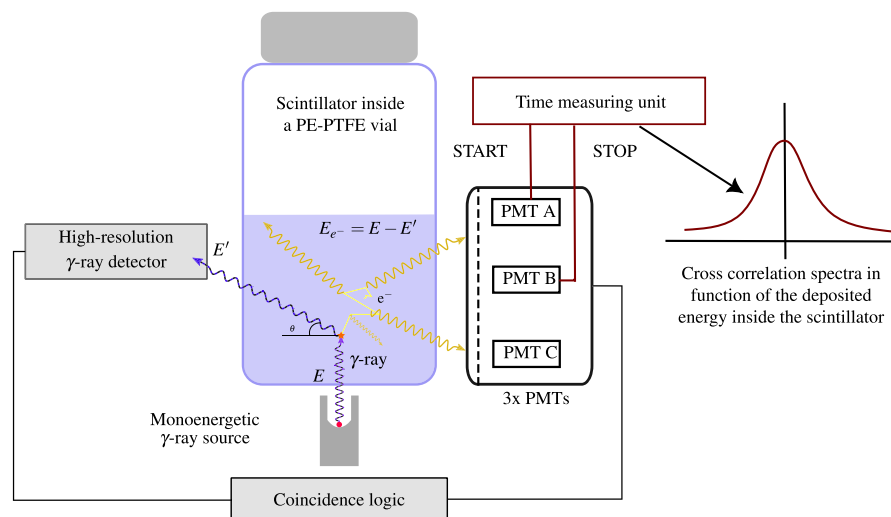 Scintillator inside
a PE-PTFE vial
Time measuring unit
START
STOP
PMT A
PMT B
PMT C
3x PMTs
High-resolution
γ-ray detector
E′
E_{e⁻} = E − E′
e⁻
θ
γ-ray
E
Monoenergetic
γ-ray source
Coincidence logic
Cross correlation spectra in
function of the deposited
energy inside the scintillator